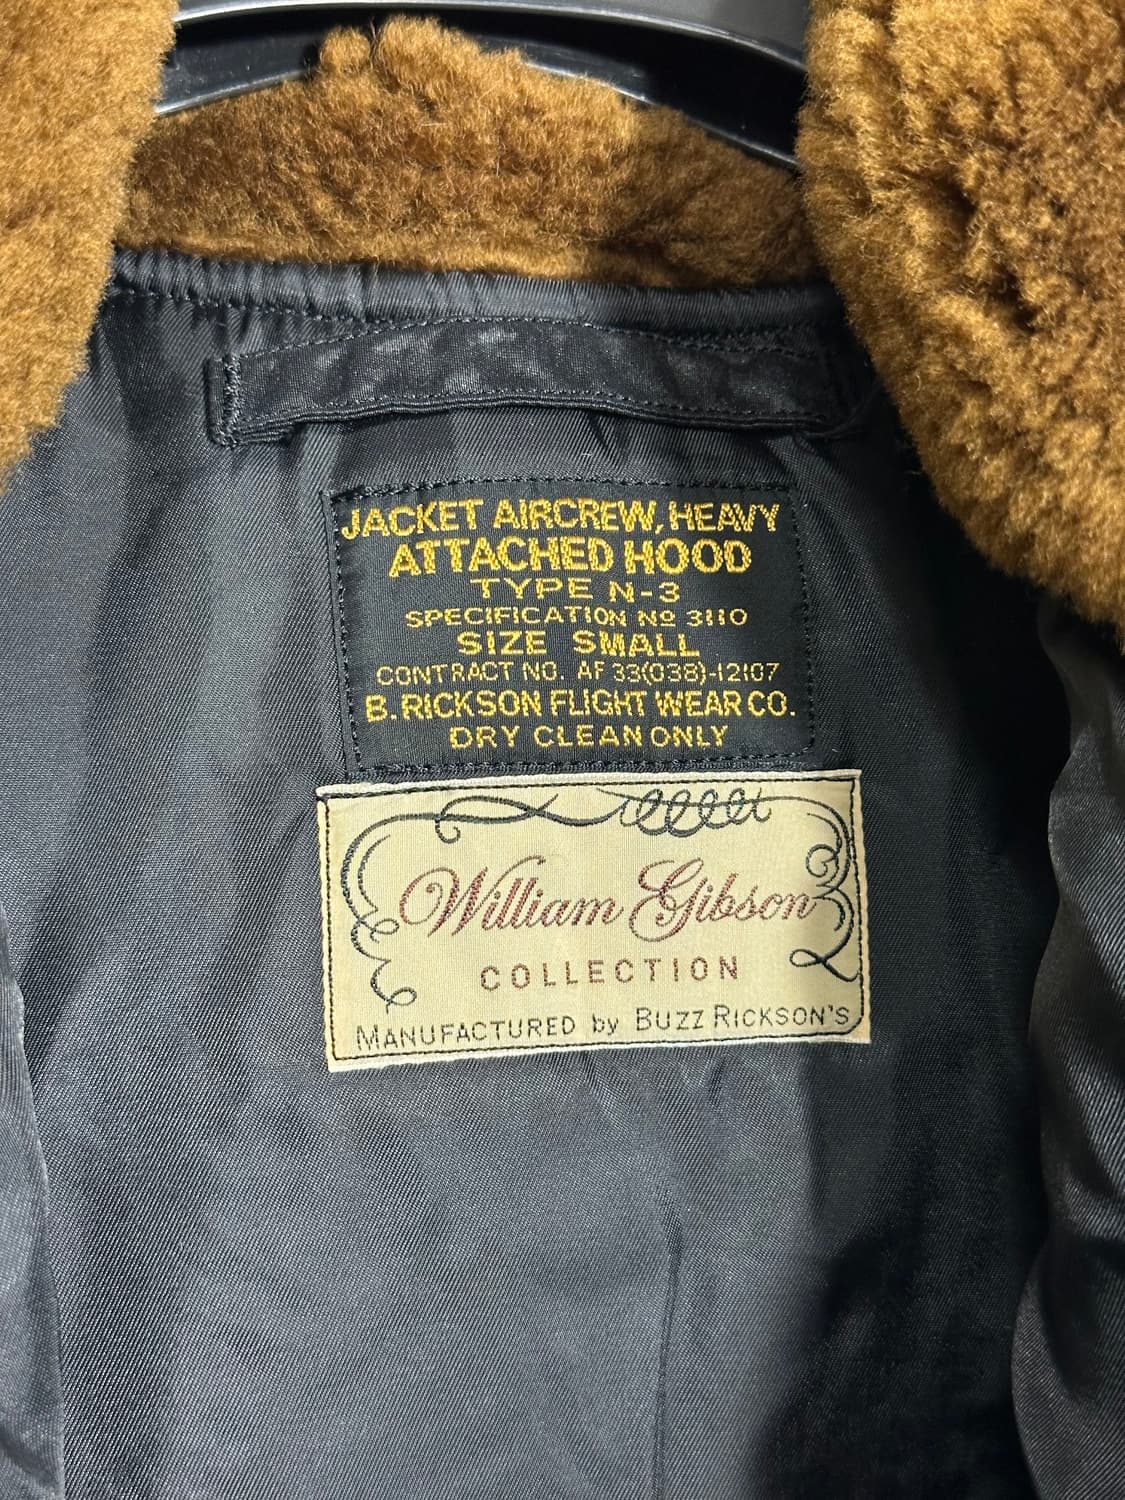 JACKET AIRCREW, HEAVY
ATTACHED HOOD
TYPE N-3
SPECIFICATION Nº 3110
SIZE SMALL
CONTRACT NO. AF 33(038)-12107
B. RICKSON FLIGHT WEAR CO.
DRY CLEAN ONLY
William Gibson
COLLECTION
MANUFACTURED by BUZZ RICKSON'S